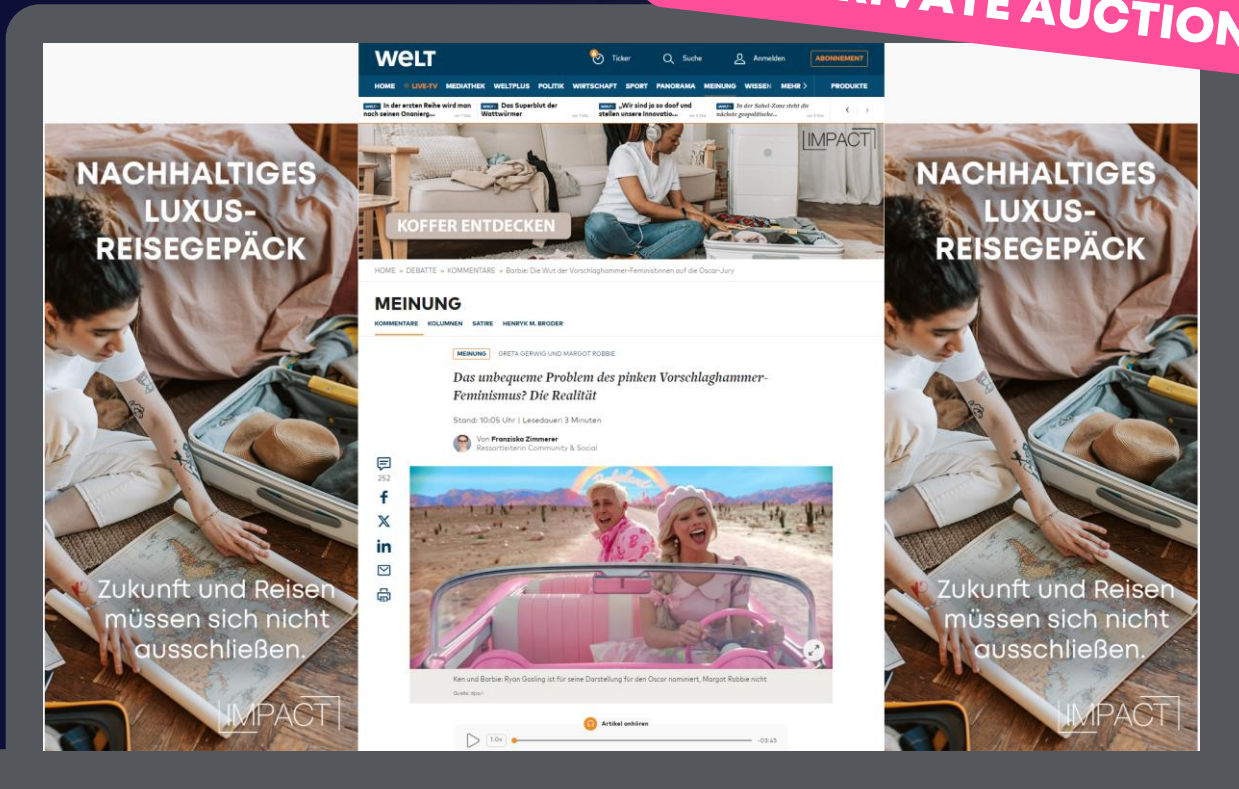 PRIVATE AUCTION
WELT
Ticker
Suche
Anmelden
ABONNEMENT
HOME LIVE-TV MEDIATHEK WELTPLUS POLITIK WIRTSCHAFT SPORT PANORAMA MEINUNG WISSEN MEHR PRODUKTE
In der ersten Reihe wird man
nach seinen Onanierg...
Das Superblut der
Wattwürmer
„Wir sind ja so doof und
stellen unsere Innovatio...
In der Sahel-Zone steht die
nächste geopolitische...
NACHHALTIGES
LUXUS-
REISEGEPÄCK
Zukunft und Reisen
müssen sich nicht
ausschließen.
IMPACT
IMPACT
KOFFER ENTDECKEN
HOME » DEBATTE » KOMMENTARE » Barbie: Die Wut der Vorschlaghammer-Feministinnen auf die Oscar-Jury
MEINUNG
KOMMENTARE KOLUMNEN SATIRE HENRYK M. BRODER
MEINUNG GRETA GERWIG UND MARGOT ROBBIE
Das unbequeme Problem des pinken Vorschlaghammer-
Feminismus? Die Realität
Stand: 10:05 Uhr | Lesedauer: 3 Minuten
Von Franziska Zimmerer
Ressortleiterin Community & Social
252
Ken und Barbie: Ryan Gosling ist für seine Darstellung für den Oscar nominiert, Margot Robbie nicht
Artikel anhören
1.0x
-03:45
NACHHALTIGES
LUXUS-
REISEGEPÄCK
Zukunft und Reisen
müssen sich nicht
ausschließen.
IMPACT